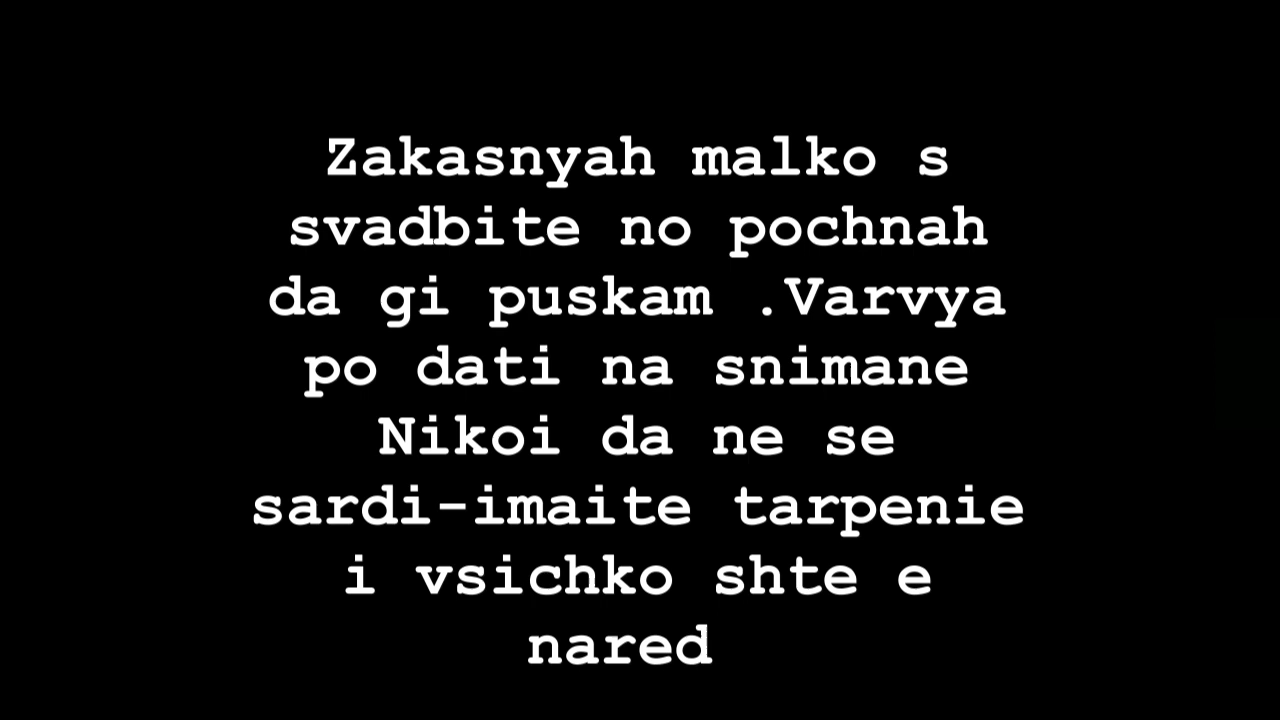 Zakasnyah malko s
svadbite no pochnah
da gi puskam .Varvya
po dati na snimane
Nikoi da ne se
sardi-imaite tarpenie
i vsichko shte e
nared